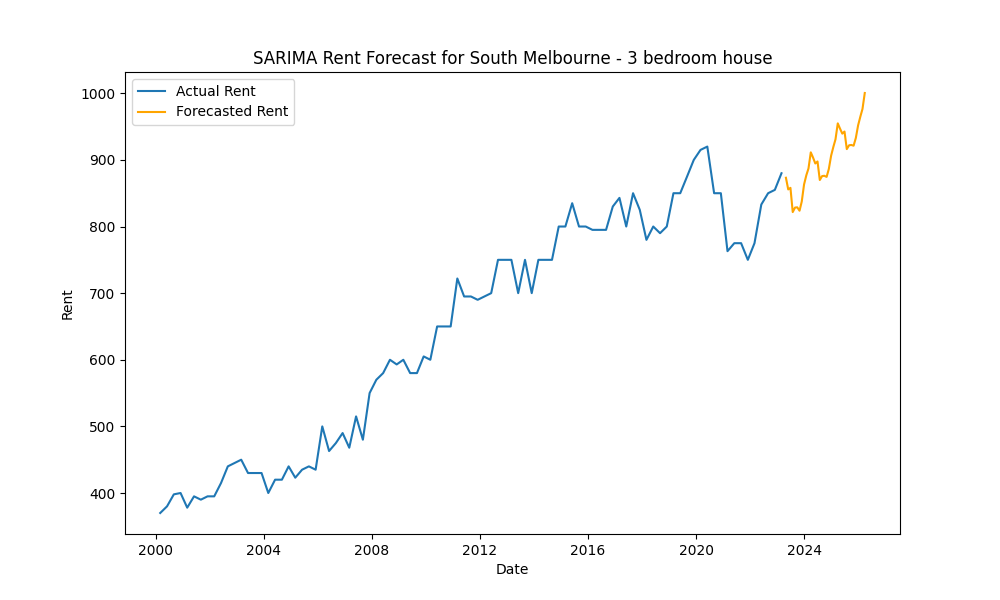 SARIMA Rent Forecast for South Melbourne - 3 bedroom house
Actual Rent
Forecasted Rent
1000
900
800
700
600
500
400
Rent
2000 2004 2008 2012 2016 2020 2024
Date